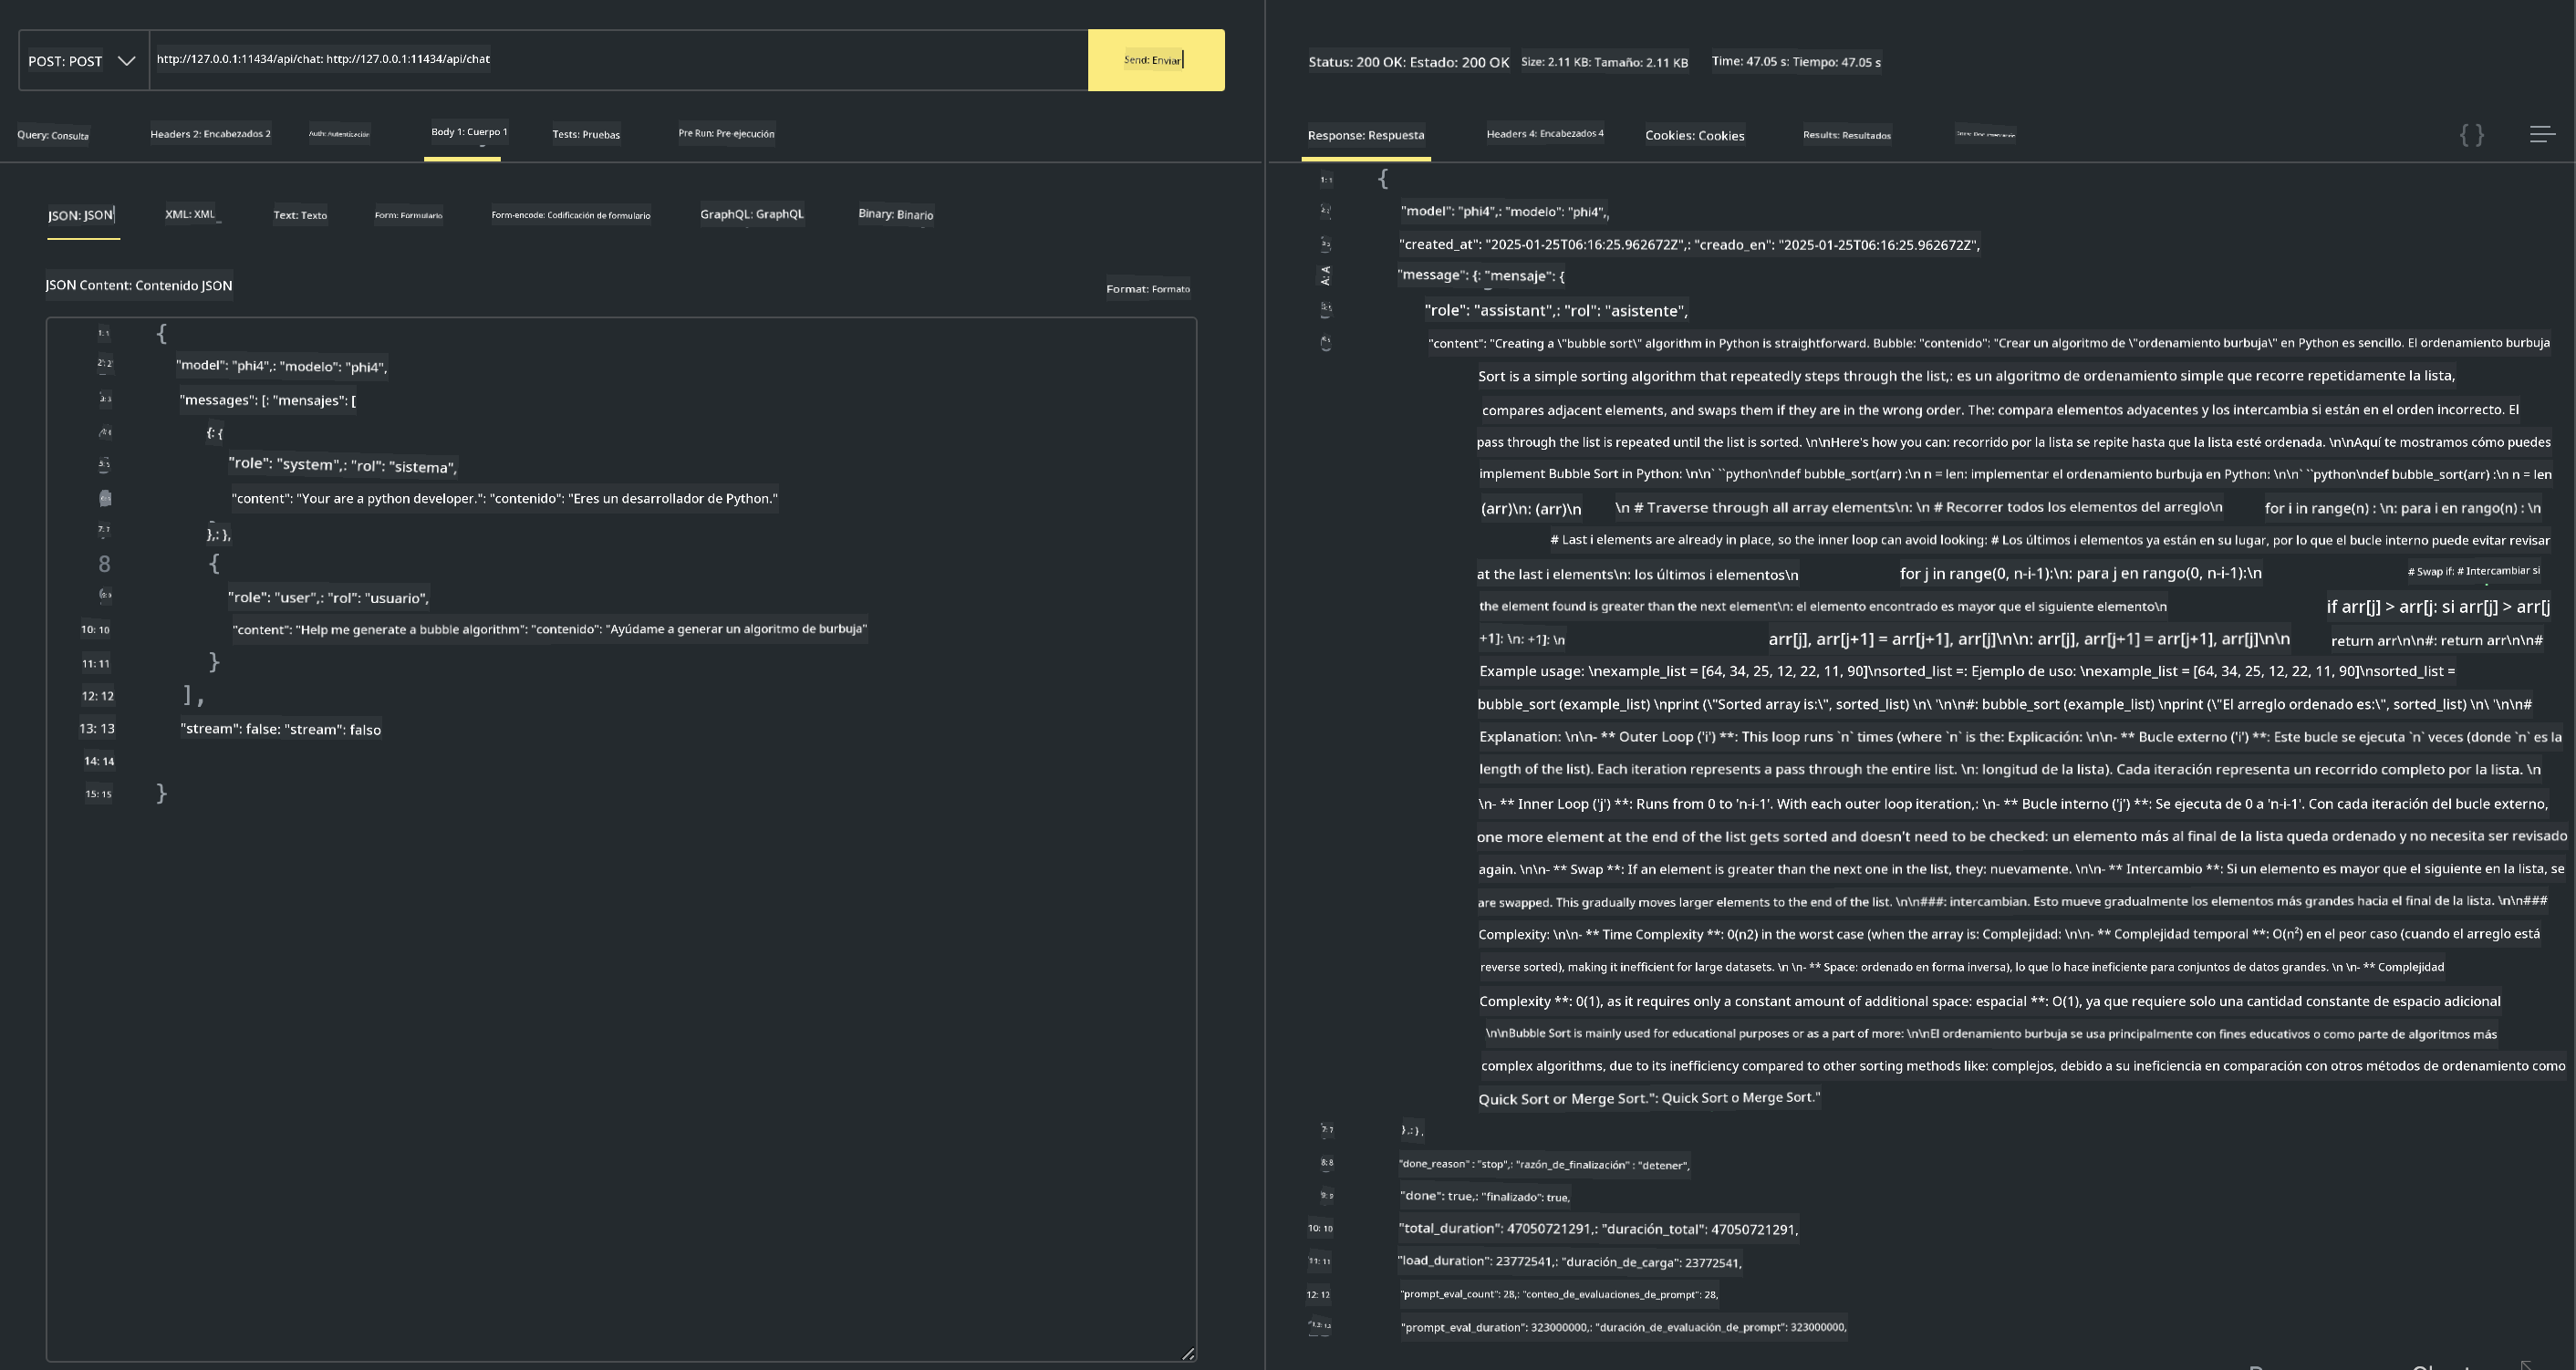 POST: POST
http://127.0.0.1:11434/api/chat: http://127.0.0.1:11434/api/chat
Send: Enviar
Query: Consulta
Headers 2: Encabezados 2
Auth: Autenticación
Body 1: Cuerpo 1
Tests: Pruebas
Pre Run: Pre ejecución
JSON: JSON
XML: XML
Text: Texto
Form: Formulario
Form-encode: Codificación de formulario
GraphQL: GraphQL
Binary: Binario
JSON Content: Contenido JSON
Format: Formato
1: 1 {
2: 2 "model": "phi4",: "modelo": "phi4",
"messages": [: "mensajes": [
{: {
"role": "system",: "rol": "sistema",
"content": "Your are a python developer.": "contenido": "Eres un desarrollador de Python."
7: 7 },: },
8 {
"role": "user",: "rol": "usuario",
10: 10 "content": "Help me generate a bubble algorithm": "contenido": "Ayúdame a generar un algoritmo de burbuja"
11: 11 }
12: 12 ],
13: 13 "stream": false: "stream": falso
14: 14
15: 15 }
Status: 200 OK: Estado: 200 OK
Size: 2.11 KB: Tamaño: 2.11 KB
Time: 47.05 s: Tiempo: 47.05 s
Response: Respuesta
Headers 4: Encabezados 4
Cookies: Cookies
Results: Resultados
{ }
1: 1 {
"model": "phi4",: "modelo": "phi4",
"created_at": "2025-01-25T06:16:25.962672Z",: "creado_en": "2025-01-25T06:16:25.962672Z",
A: A "message": {: "mensaje": {
"role": "assistant",: "rol": "asistente",
"content": "Creating a \"bubble sort\" algorithm in Python is straightforward. Bubble: "contenido": "Crear un algoritmo de \"ordenamiento burbuja\" en Python es sencillo. El ordenamiento burbuja
Sort is a simple sorting algorithm that repeatedly steps through the list,: es un algoritmo de ordenamiento simple que recorre repetidamente la lista,
compares adjacent elements, and swaps them if they are in the wrong order. The: compara elementos adyacentes y los intercambia si están en el orden incorrecto. El
pass through the list is repeated until the list is sorted. \n\nHere's how you can: recorrido por la lista se repite hasta que la lista esté ordenada. \n\nAquí te mostramos cómo puedes
implement Bubble Sort in Python: \n\n` ``python\ndef bubble_sort(arr) :\n n = len: implementar el ordenamiento burbuja en Python: \n\n` ``python\ndef bubble_sort(arr) :\n n = len
(arr)\n: (arr)\n \n # Traverse through all array elements\n: \n # Recorrer todos los elementos del arreglo\n for i in range(n) : \n: para i en rango(n) : \n
# Last i elements are already in place, so the inner loop can avoid looking: # Los últimos i elementos ya están en su lugar, por lo que el bucle interno puede evitar revisar
at the last i elements\n: los últimos i elementos\n for j in range(0, n-i-1):\n: para j en rango(0, n-i-1):\n # Swap if: # Intercambiar si
the element found is greater than the next element\n: el elemento encontrado es mayor que el siguiente elemento\n if arr[j] > arr[j: si arr[j] > arr[j
+1]: \n: +1]: \n arr[j], arr[j+1] = arr[j+1], arr[j]\n\n: arr[j], arr[j+1] = arr[j+1], arr[j]\n\n return arr\n\n#: return arr\n\n#
Example usage: \nexample_list = [64, 34, 25, 12, 22, 11, 90]\nsorted_list =: Ejemplo de uso: \nexample_list = [64, 34, 25, 12, 22, 11, 90]\nsorted_list =
bubble_sort (example_list) \nprint (\"Sorted array is:\", sorted_list) \n\ '\n\n#: bubble_sort (example_list) \nprint (\"El arreglo ordenado es:\", sorted_list) \n\ '\n\n#
Explanation: \n\n- ** Outer Loop ('i') **: This loop runs `n` times (where `n` is the: Explicación: \n\n- ** Bucle externo ('i') **: Este bucle se ejecuta `n` veces (donde `n` es la
length of the list). Each iteration represents a pass through the entire list. \n: longitud de la lista). Cada iteración representa un recorrido completo por la lista. \n
\n- ** Inner Loop ('j') **: Runs from 0 to 'n-i-1'. With each outer loop iteration,: \n- ** Bucle interno ('j') **: Se ejecuta de 0 a 'n-i-1'. Con cada iteración del bucle externo,
one more element at the end of the list gets sorted and doesn't need to be checked: un elemento más al final de la lista queda ordenado y no necesita ser revisado
again. \n\n- ** Swap **: If an element is greater than the next one in the list, they: nuevamente. \n\n- ** Intercambio **: Si un elemento es mayor que el siguiente en la lista, se
are swapped. This gradually moves larger elements to the end of the list. \n\n###: intercambian. Esto mueve gradualmente los elementos más grandes hacia el final de la lista. \n\n###
Complexity: \n\n- ** Time Complexity **: 0(n2) in the worst case (when the array is: Complejidad: \n\n- ** Complejidad temporal **: O(n²) en el peor caso (cuando el arreglo está
reverse sorted), making it inefficient for large datasets. \n \n- ** Space: ordenado en forma inversa), lo que lo hace ineficiente para conjuntos de datos grandes. \n \n- ** Complejidad
Complexity **: 0(1), as it requires only a constant amount of additional space: espacial **: O(1), ya que requiere solo una cantidad constante de espacio adicional
\n\nBubble Sort is mainly used for educational purposes or as a part of more: \n\nEl ordenamiento burbuja se usa principalmente con fines educativos o como parte de algoritmos más
complex algorithms, due to its inefficiency compared to other sorting methods like: complejos, debido a su ineficiencia en comparación con otros métodos de ordenamiento como
Quick Sort or Merge Sort.": Quick Sort o Merge Sort."
7: 7 },: },
8: 8 "done_reason" : "stop",: "razón_de_finalización" : "detener",
9: 9 "done": true,: "finalizado": true,
10: 10 "total_duration": 47050721291,: "duración_total": 47050721291,
11: 11 "load_duration": 23772541,: "duración_de_carga": 23772541,
12: 12 "prompt_eval_count": 28,: "conteo_de_evaluaciones_de_prompt": 28,
"prompt_eval_duration": 323000000,: "duración_de_evaluación_de_prompt": 323000000,